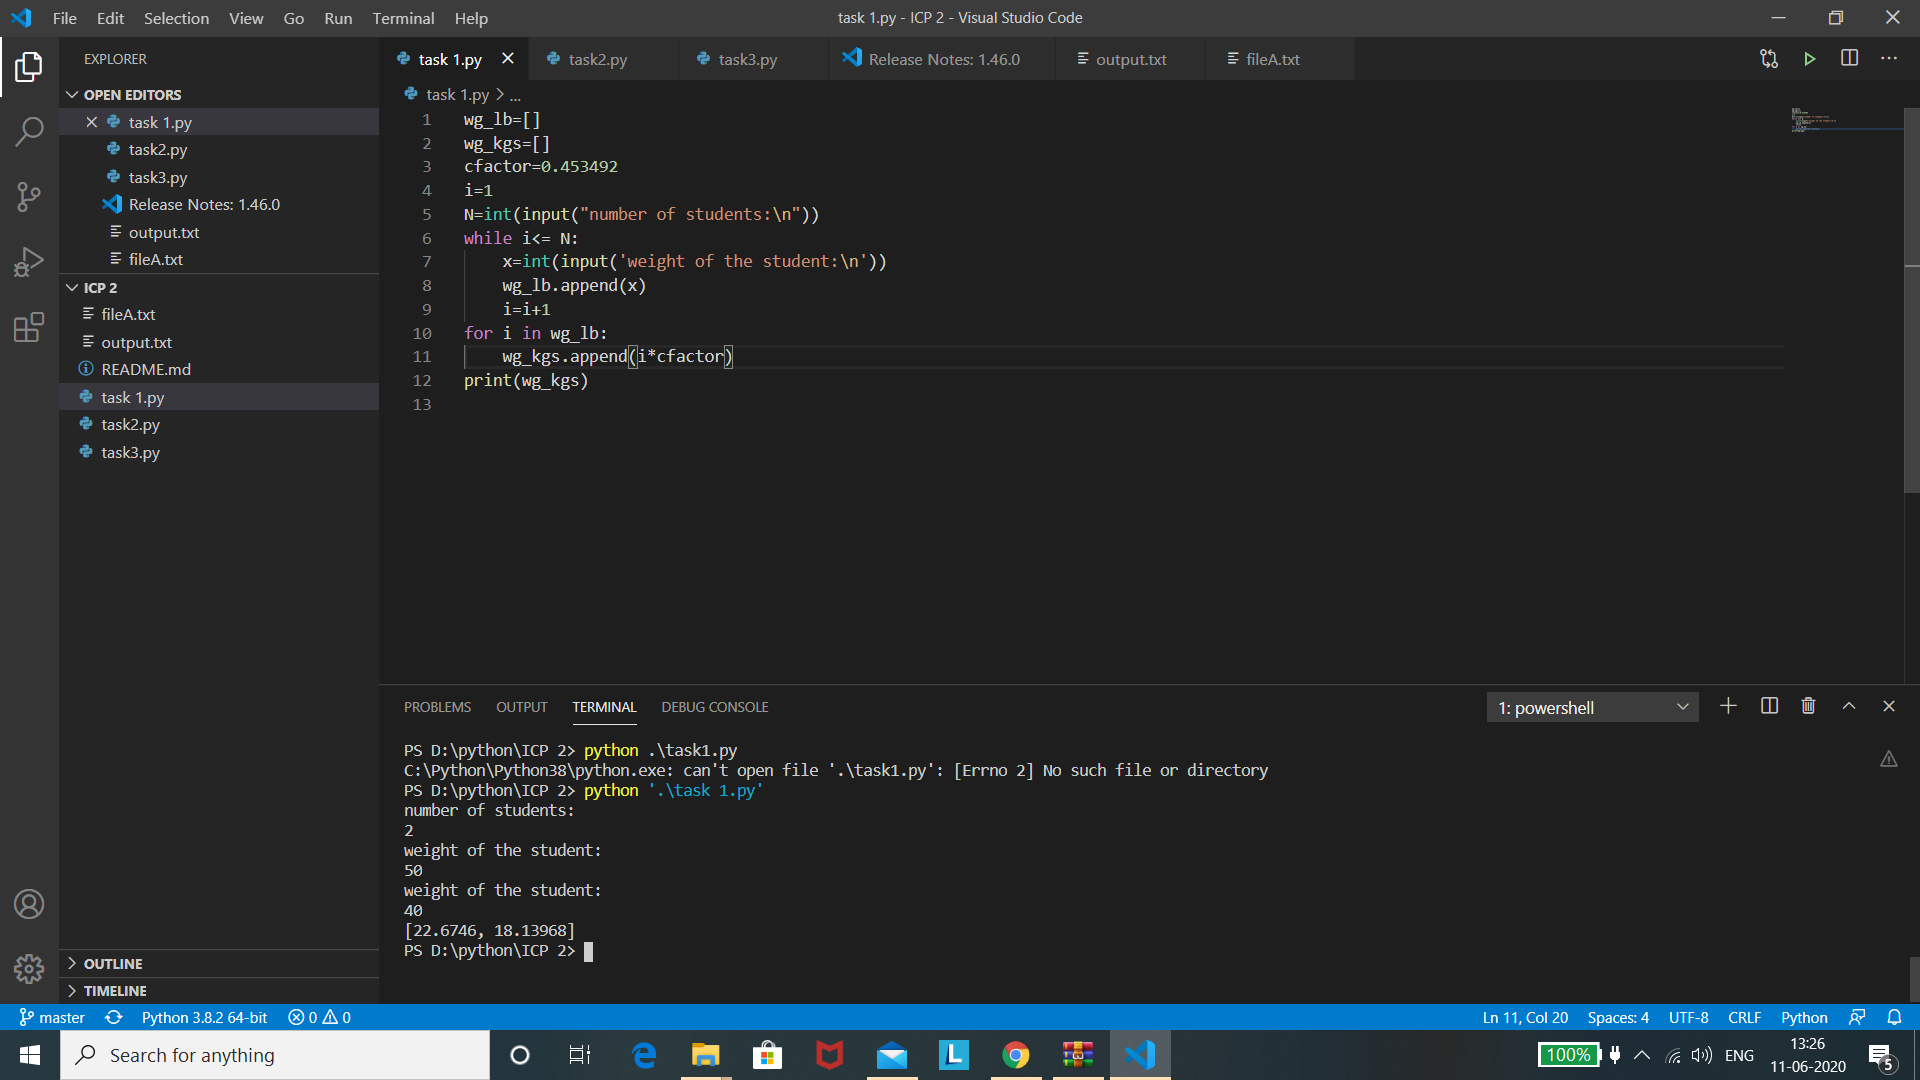 File Edit Selection View Go Run Terminal Help
task 1.py - ICP 2 - Visual Studio Code
EXPLORER
OPEN EDITORS
task 1.py
task2.py
task3.py
Release Notes: 1.46.0
output.txt
fileA.txt
ICP 2
fileA.txt
output.txt
README.md
task 1.py
task2.py
task3.py
OUTLINE
TIMELINE
task 1.py task2.py task3.py Release Notes: 1.46.0 output.txt fileA.txt
task 1.py > ...
1 wg_lb=[]
2 wg_kgs=[]
3 cfactor=0.453492
4 i=1
5 N=int(input("number of students:\n"))
6 while i<= N:
7     x=int(input('weight of the student:\n'))
8     wg_lb.append(x)
9     i=i+1
10 for i in wg_lb:
11     wg_kgs.append(i*cfactor)
12 print(wg_kgs)
13
PROBLEMS OUTPUT TERMINAL DEBUG CONSOLE
1: powershell
PS D:\python\ICP 2> python .\task1.py
C:\Python\Python38\python.exe: can't open file '.\task1.py': [Errno 2] No such file or directory
PS D:\python\ICP 2> python '.\task 1.py'
number of students:
2
weight of the student:
50
weight of the student:
40
[22.6746, 18.13968]
PS D:\python\ICP 2>
master Python 3.8.2 64-bit 0 0 Ln 11, Col 20 Spaces: 4 UTF-8 CRLF Python
Search for anything
L
100%
ENG
13:26
11-06-2020
5